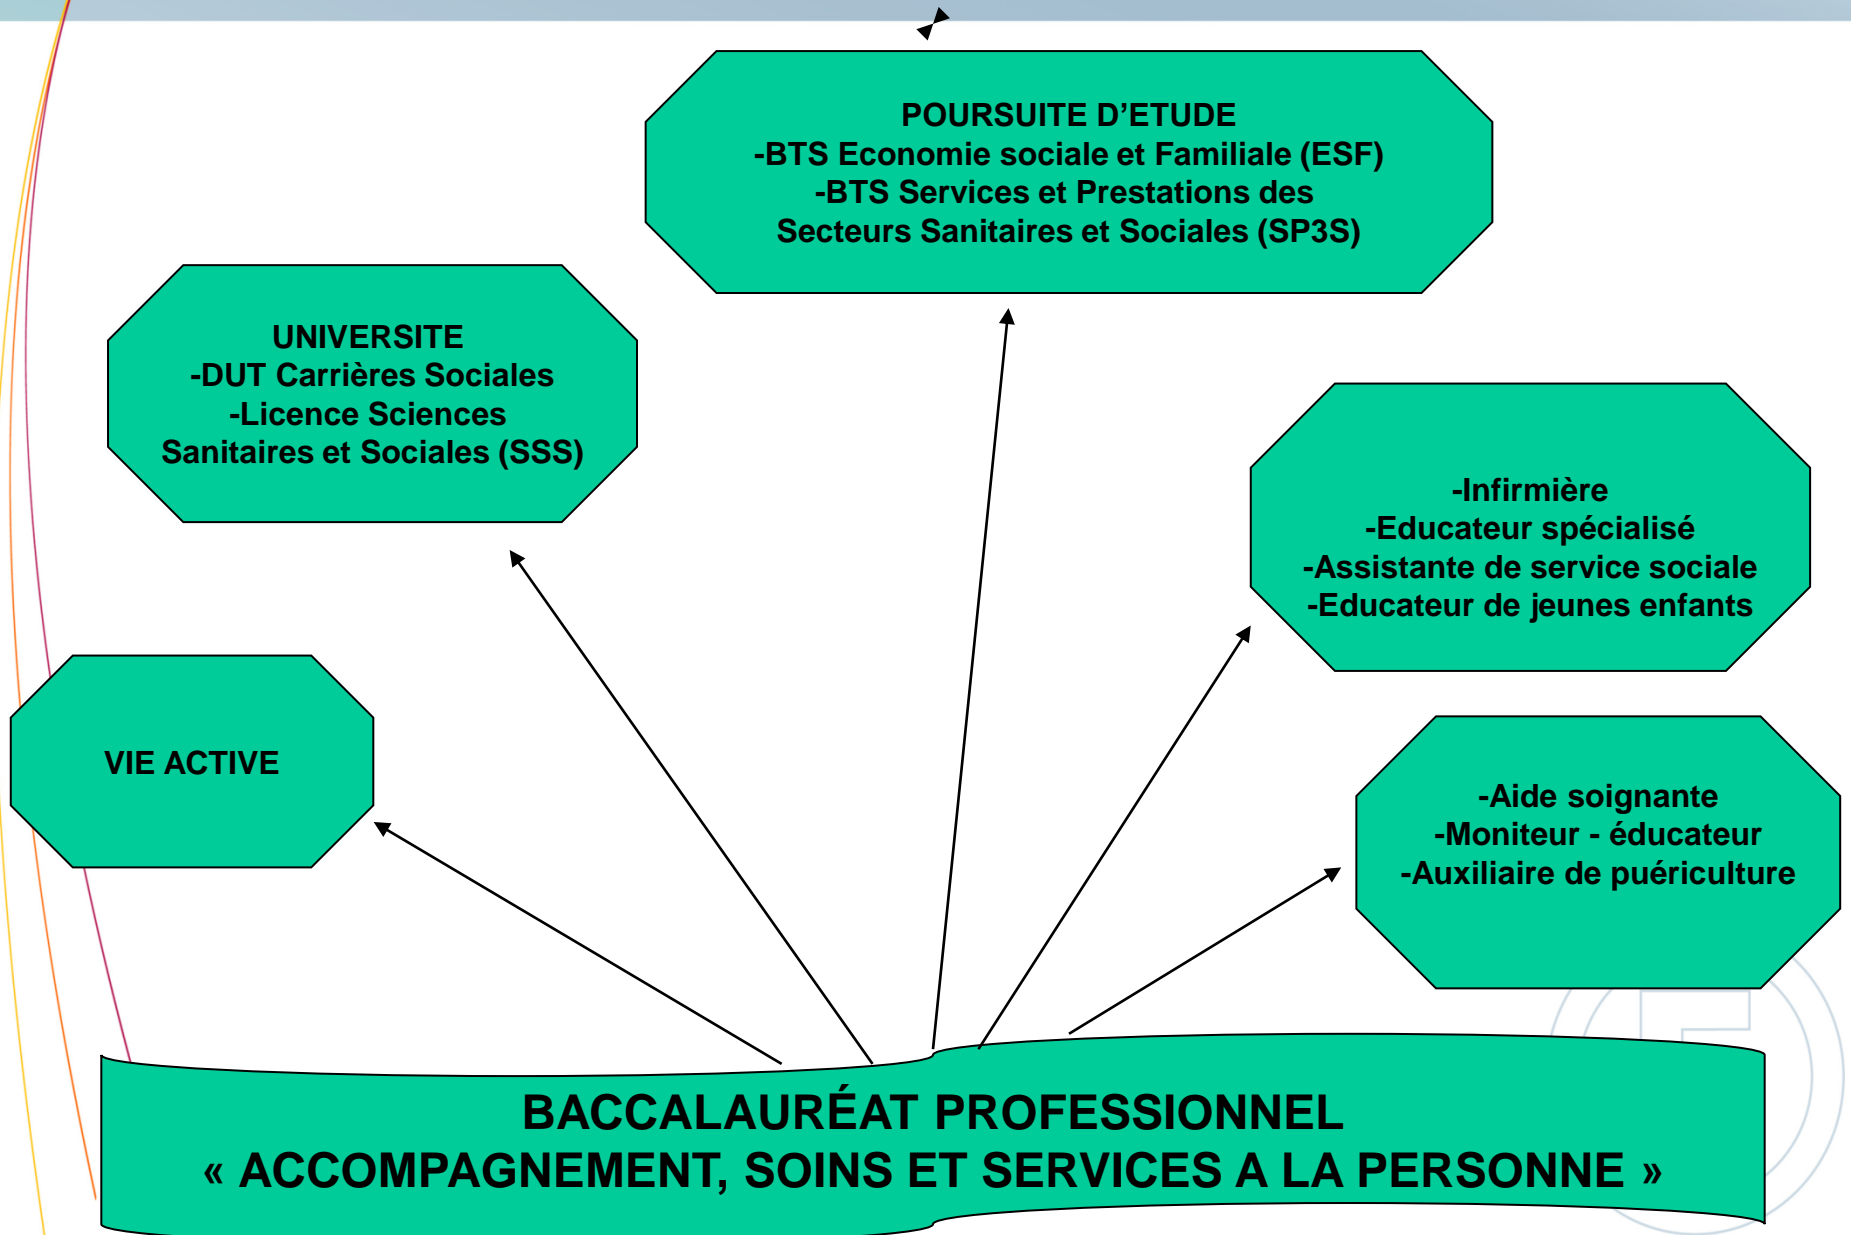 POURSUITE D’ETUDE
-BTS Economie sociale et Familiale (ESF)
-BTS Services et Prestations des
Secteurs Sanitaires et Sociales (SP3S)
UNIVERSITE
-DUT Carrières Sociales
-Licence Sciences
Sanitaires et Sociales (SSS)
-Infirmière
-Educateur spécialisé
-Assistante de service sociale
-Educateur de jeunes enfants
VIE ACTIVE
-Aide soignante
-Moniteur - éducateur
-Auxiliaire de puériculture
BACCALAURÉAT PROFESSIONNEL
« ACCOMPAGNEMENT, SOINS ET SERVICES A LA PERSONNE »